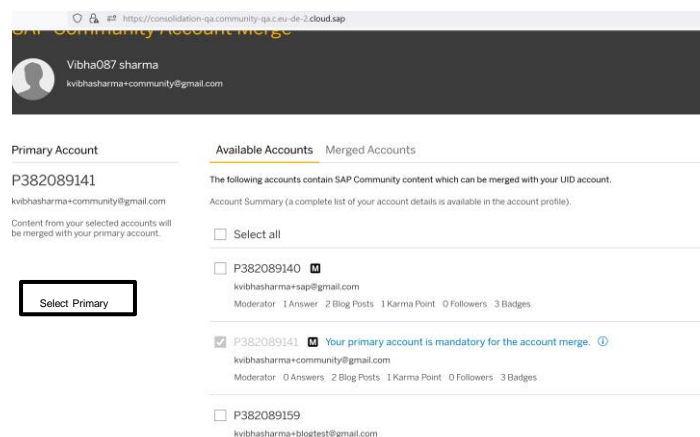 https://consolidation-qa.community-qa.c.eu-de-2.cloud.sap
SAP Community Account Merge
Vibha087 sharma
kvibhasharma+community@gmail.com
Primary Account
P382089141
kvibhasharma+community@gmail.com
Content from your selected accounts will
be merged with your primary account.
Select Primary
Available Accounts Merged Accounts
The following accounts contain SAP Community content which can be merged with your UID account.
Account Summary (a complete list of your account details is available in the account profile).
Select all
P382089140 M
kvibhasharma+sap@gmail.com
Moderator 1 Answer 2 Blog Posts 1 Karma Point 0 Followers 3 Badges
P382089141 M Your primary account is mandatory for the account merge. i
kvibhasharma+community@gmail.com
Moderator 0 Answers 2 Blog Posts 1 Karma Point 0 Followers 3 Badges
P382089159
kvibhasharma+blogtest@gmail.com